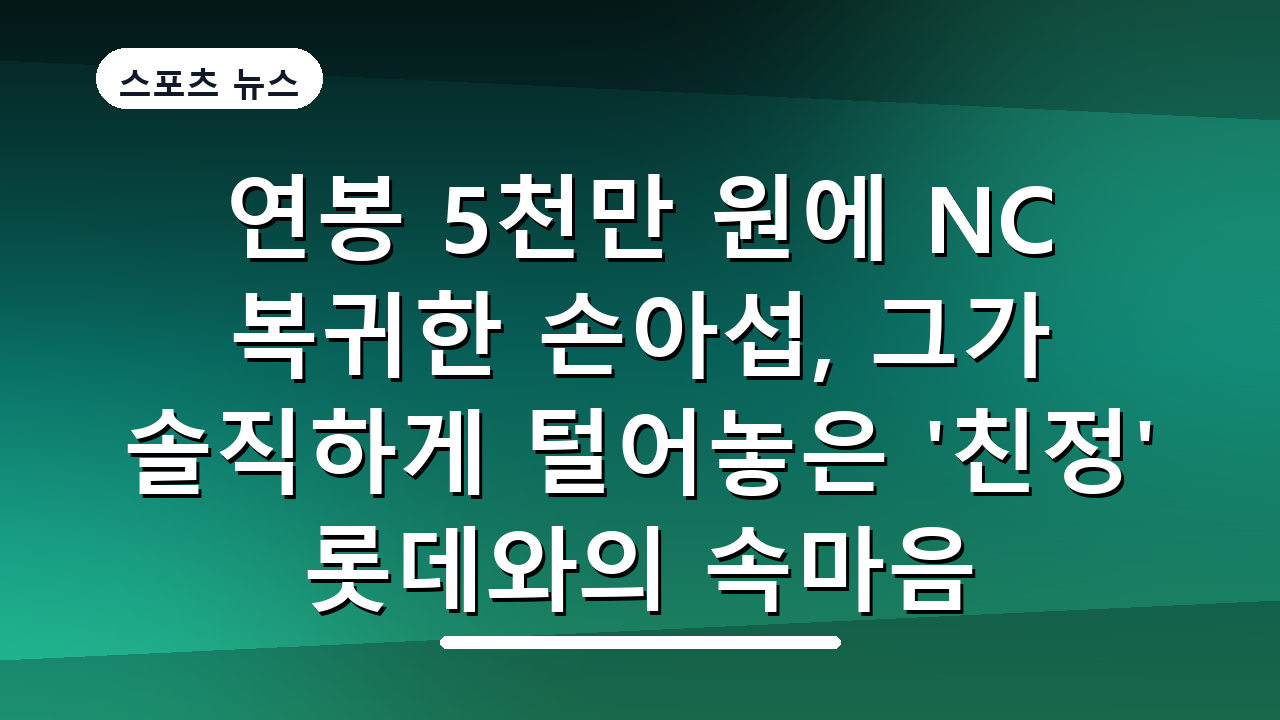 스포츠 뉴스
연봉 5천만 원에 NC
복귀한 손아섭, 그가
솔직하게 털어놓은 '친정'
롯데와의 속마음